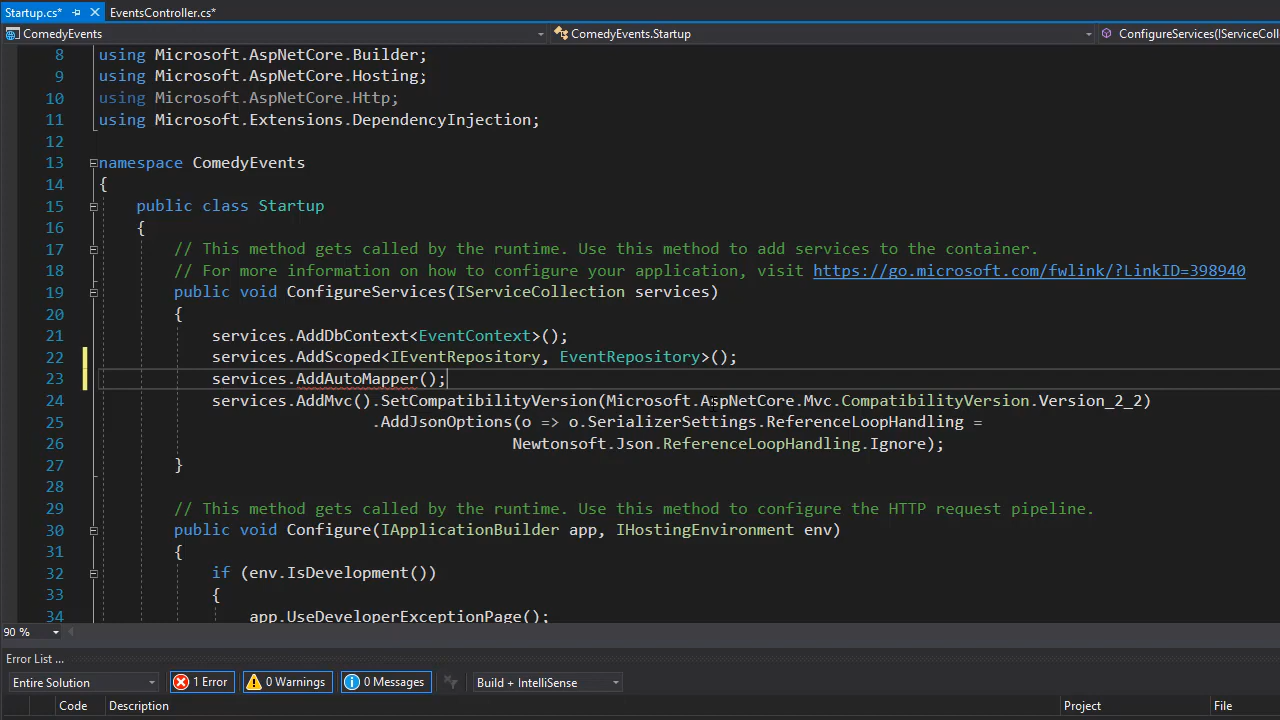 Startup.cs* EventsController.cs*
ComedyEvents ComedyEvents.Startup ConfigureServices(IServiceColle
8 using Microsoft.AspNetCore.Builder;
9 using Microsoft.AspNetCore.Hosting;
10 using Microsoft.AspNetCore.Http;
11 using Microsoft.Extensions.DependencyInjection;
12
13 namespace ComedyEvents
14 {
15 public class Startup
16 {
17 // This method gets called by the runtime. Use this method to add services to the container.
18 // For more information on how to configure your application, visit https://go.microsoft.com/fwlink/?LinkID=398940
19 public void ConfigureServices(IServiceCollection services)
20 {
21 services.AddDbContext<EventContext>();
22 services.AddScoped<IEventRepository, EventRepository>();
23 services.AddAutoMapper();
24 services.AddMvc().SetCompatibilityVersion(Microsoft.AspNetCore.Mvc.CompatibilityVersion.Version_2_2)
25 .AddJsonOptions(o => o.SerializerSettings.ReferenceLoopHandling =
26 Newtonsoft.Json.ReferenceLoopHandling.Ignore);
27 }
28
29 // This method gets called by the runtime. Use this method to configure the HTTP request pipeline.
30 public void Configure(IApplicationBuilder app, IHostingEnvironment env)
31 {
32 if (env.IsDevelopment())
33 {
34 app.UseDeveloperExceptionPage();
90 %
Error List ...
Entire Solution 1 Error 0 Warnings 0 Messages Build + IntelliSense
Code Description Project File